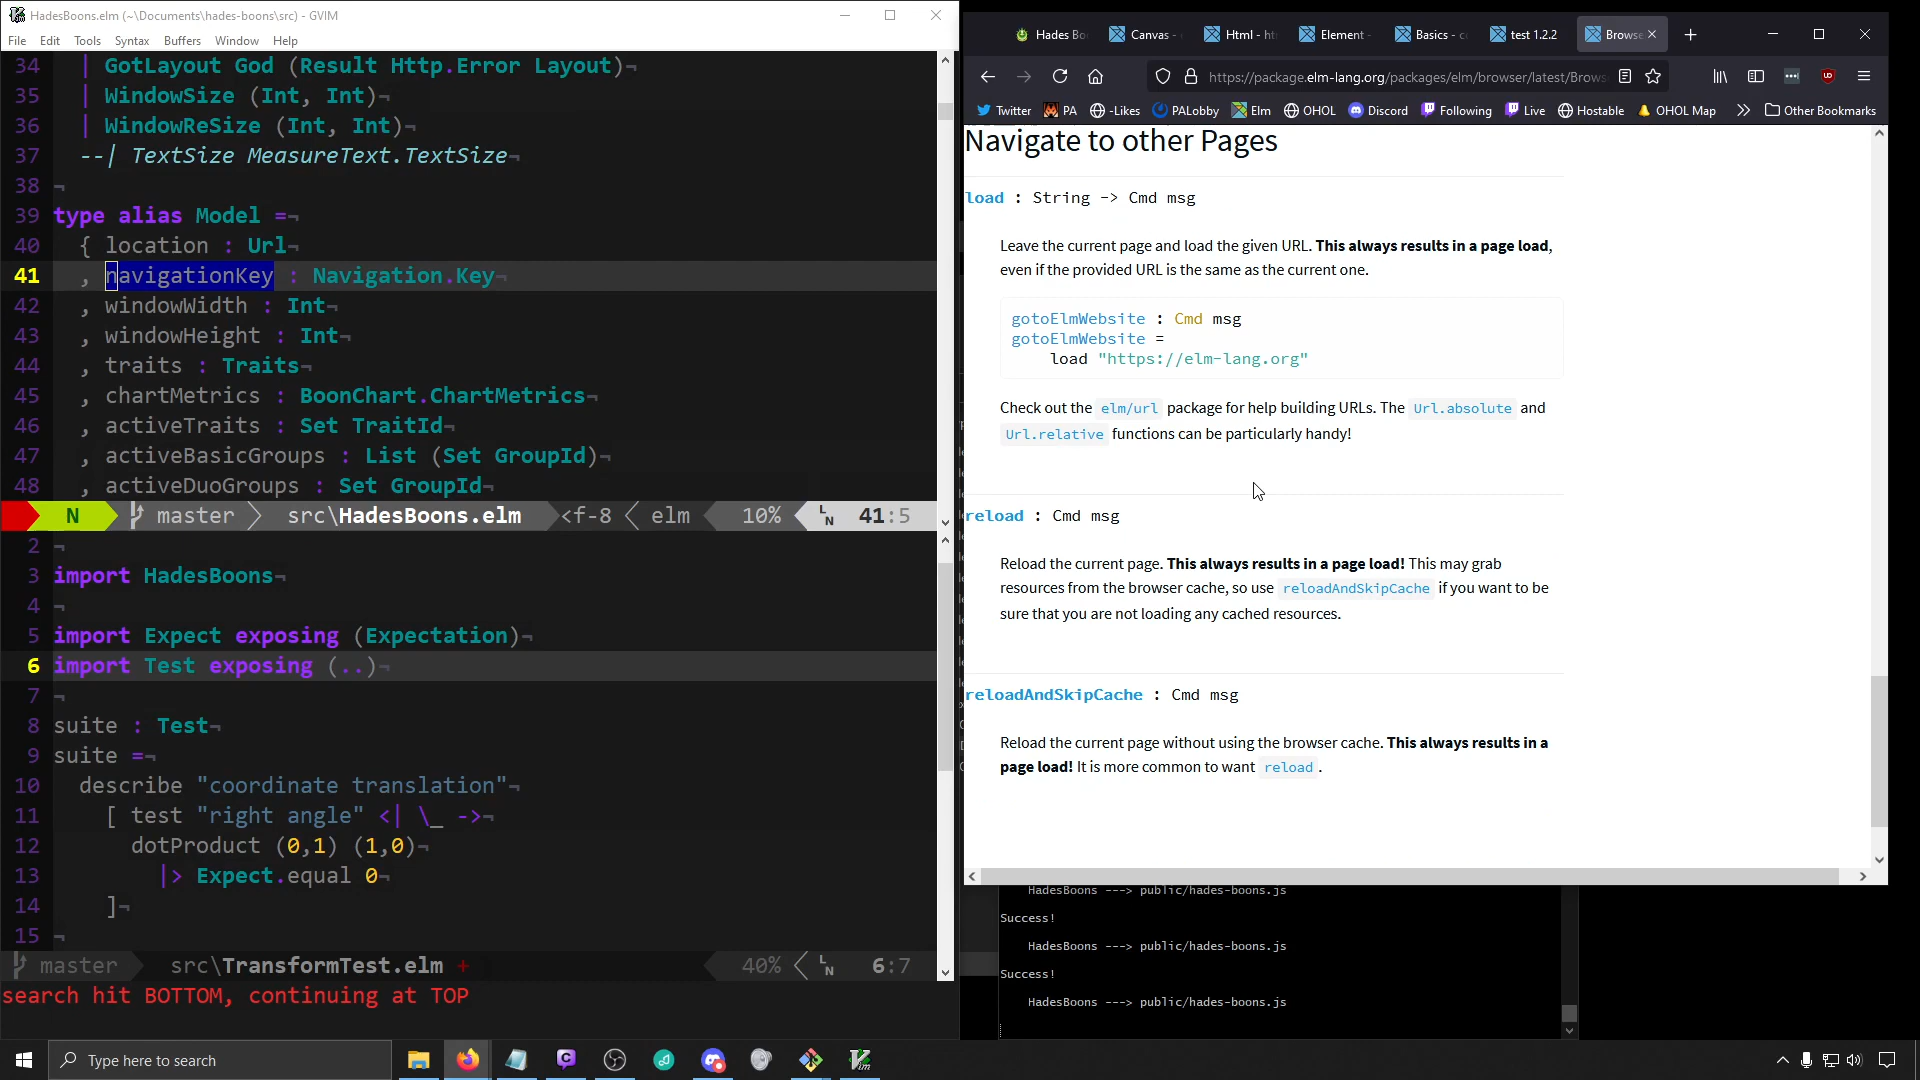 HadesBoons.elm (~\Documents\hades-boons\src) - GVIM
File Edit Tools Syntax Buffers Window Help
34 | GotLayout God (Result Http.Error Layout)¬
35 | WindowSize (Int, Int)¬
36 | WindowReSize (Int, Int)¬
37 --| TextSize MeasureText.TextSize¬
38 ¬
39 type alias Model =¬
40 { location : Url¬
41 , navigationKey : Navigation.Key¬
42 , windowWidth : Int¬
43 , windowHeight : Int¬
44 , traits : Traits¬
45 , chartMetrics : BoonChart.ChartMetrics¬
46 , activeTraits : Set TraitId¬
47 , activeBasicGroups : List (Set GroupId)¬
48 , activeDuoGroups : Set GroupId¬
N master src\HadesBoons.elm <f-8 elm 10% LN 41:5
2 ¬
3 import HadesBoons¬
4 ¬
5 import Expect exposing (Expectation)¬
6 import Test exposing (..)¬
7 ¬
8 suite : Test¬
9 suite =¬
10 describe "coordinate translation"¬
11 [ test "right angle" <| \_ ->¬
12 dotProduct (0,1) (1,0)¬
13 |> Expect.equal 0¬
14 ]¬
15 ¬
master src\TransformTest.elm + 40% LN 6:7
search hit BOTTOM, continuing at TOP
Hades Bo Canvas - Html - ht Element - Basics - c test 1.2.2 Browse
https://package.elm-lang.org/packages/elm/browser/latest/Brows
Twitter PA -Likes PALobby Elm OHOL Discord Following Live Hostable OHOL Map Other Bookmarks
Navigate to other Pages
load : String -> Cmd msg
Leave the current page and load the given URL. This always results in a page load,
even if the provided URL is the same as the current one.
gotoElmWebsite : Cmd msg
gotoElmWebsite =
load "https://elm-lang.org"
Check out the elm/url package for help building URLs. The Url.absolute and
Url.relative functions can be particularly handy!
reload : Cmd msg
Reload the current page. This always results in a page load! This may grab
resources from the browser cache, so use reloadAndSkipCache if you want to be
sure that you are not loading any cached resources.
reloadAndSkipCache : Cmd msg
Reload the current page without using the browser cache. This always results in a
page load! It is more common to want reload .
HadesBoons ---> public/hades-boons.js
Success!
HadesBoons ---> public/hades-boons.js
Success!
HadesBoons ---> public/hades-boons.js
Type here to search